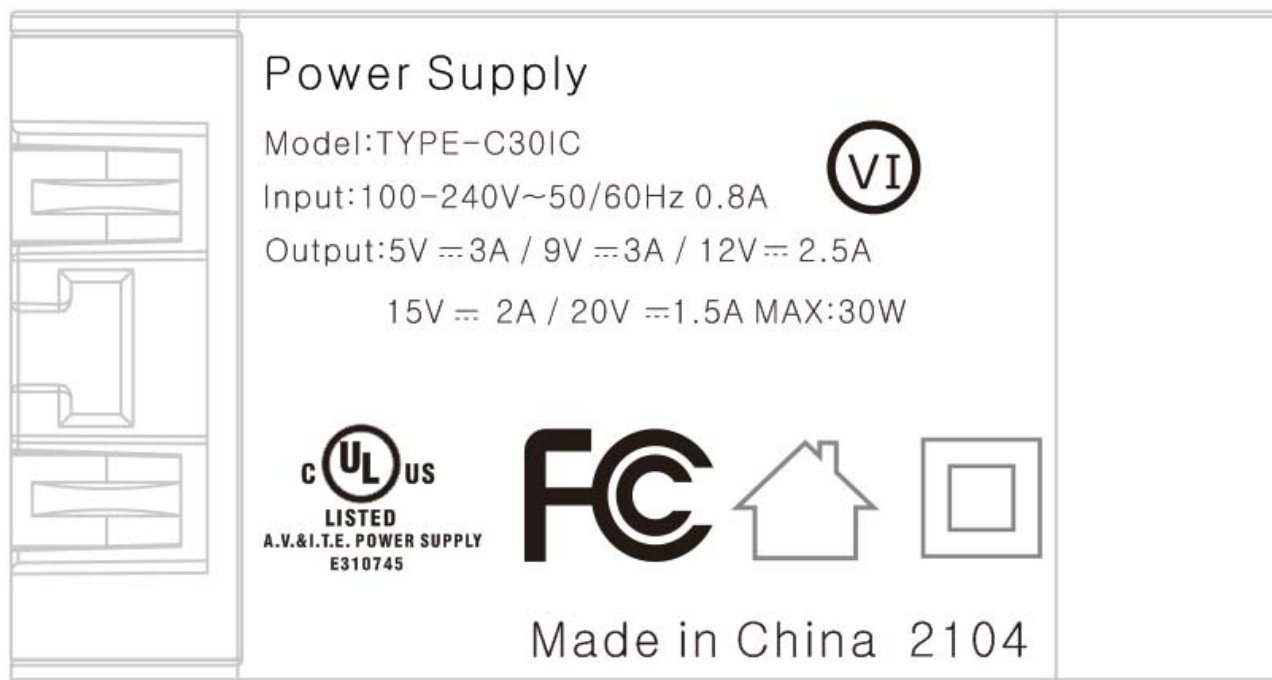 Power Supply
Model:TYPE-C30IC
VI
Input:100-240V~50/60Hz 0.8A
Output:5V⎓3A / 9V⎓3A / 12V⎓ 2.5A
15V⎓ 2A / 20V⎓1.5A MAX:30W
C UL US
LISTED
A.V.&I.T.E. POWER SUPPLY
E310745
FC
Made in China 2104